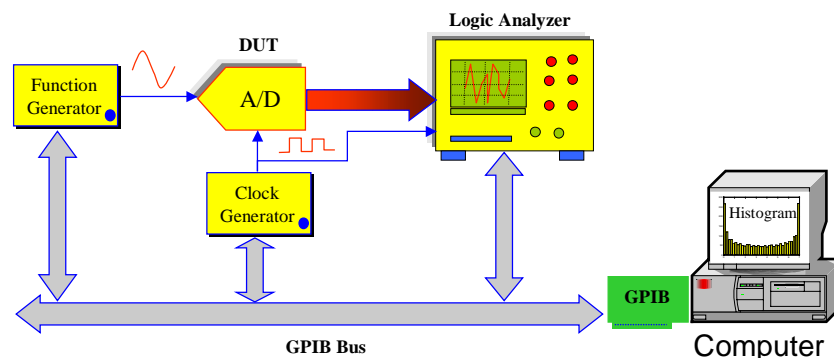 Logic Analyzer
DUT
Function
Generator
A/D
Clock
Generator
Histogram
GPIB
GPIB Bus
Computer